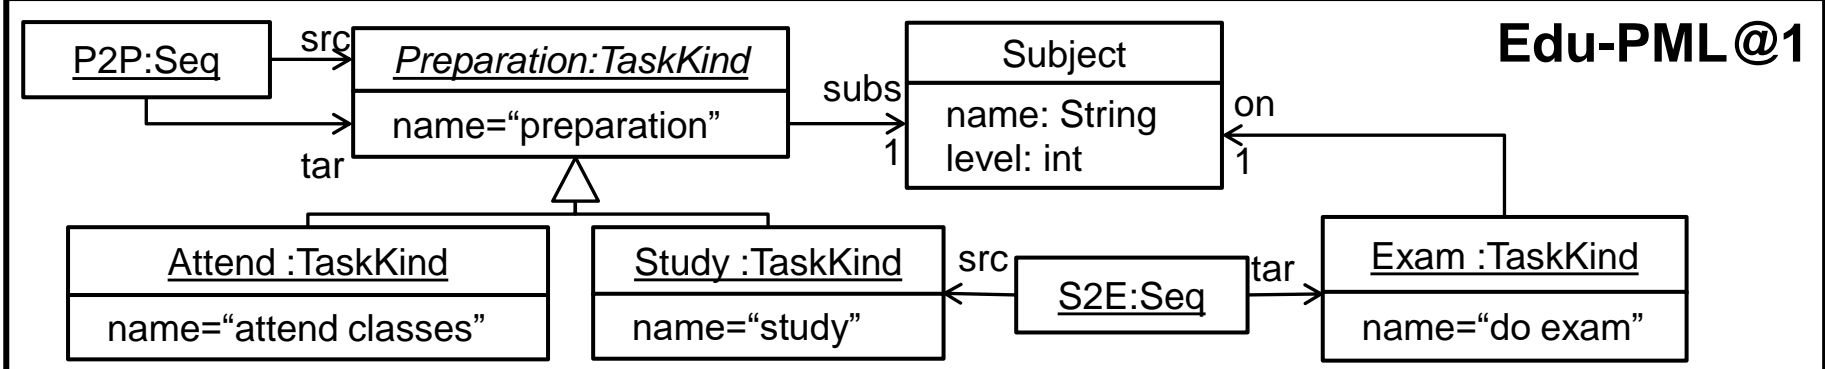 Edu-PML@1
P2P:Seq
src
tar
Preparation:TaskKind
name=“preparation”
subs
1
Subject
name: String
level: int
on
1
Attend :TaskKind
name=“attend classes”
Study :TaskKind
name=“study”
src
S2E:Seq
tar
Exam :TaskKind
name=“do exam”